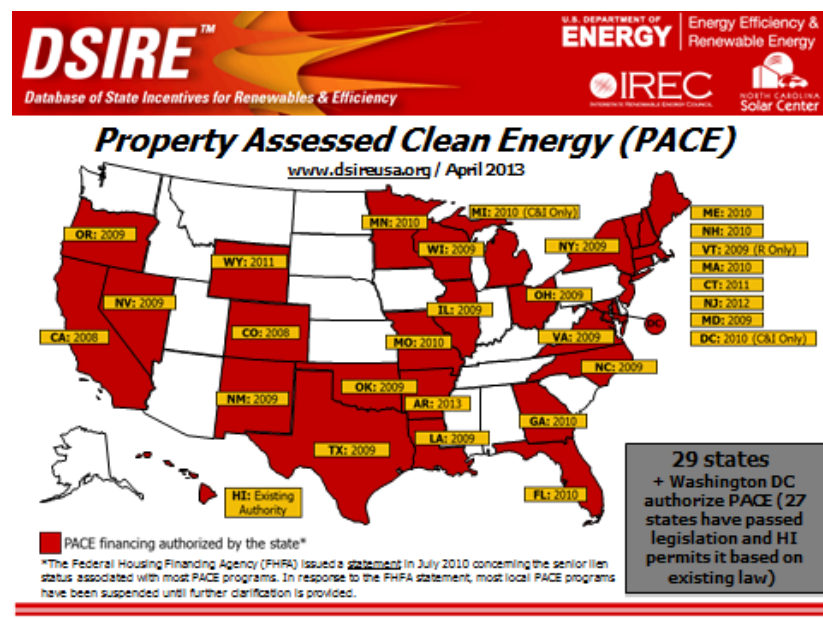 DSIRE™
Database of State Incentives for Renewables & Efficiency
U.S. DEPARTMENT OF
ENERGY
Energy Efficiency &
Renewable Energy
IREC
INTERSTATE RENEWABLE ENERGY COUNCIL
NORTH CAROLINA
Solar Center
Property Assessed Clean Energy (PACE)
www.dsireusa.org / April 2013
MI: 2010 (C&I Only)
MN: 2010
OR: 2009
WI: 2009
NY: 2009
WY: 2011
NV: 2009
OH: 2009
IL: 2009
CA: 2008
CO: 2008
MO: 2010
VA: 2009
NC: 2009
OK: 2009
NM: 2009
AR: 2013
GA: 2010
LA: 2009
TX: 2009
FL: 2010
HI: Existing
Authority
DC
ME: 2010
NH: 2010
VT: 2009 (R Only)
MA: 2010
CT: 2011
NJ: 2012
MD: 2009
DC: 2010 (C&I Only)
29 states
+ Washington DC
authorize PACE (27
states have passed
legislation and HI
permits it based on
existing law)
PACE financing authorized by the state*
*The Federal Housing Financing Agency (FHFA) issued a statement in July 2010 concerning the senior lien
status associated with most PACE programs. In response to the FHFA statement, most local PACE programs
have been suspended until further clarification is provided.